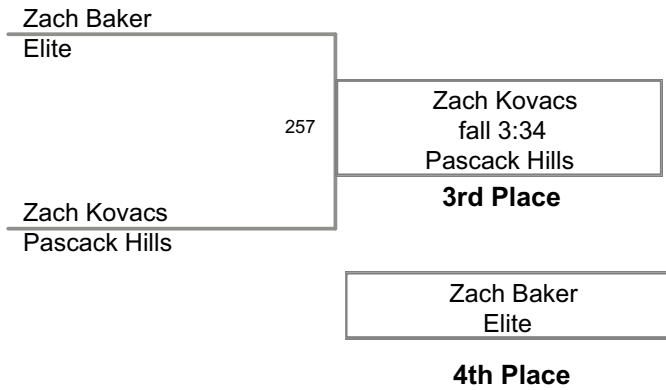 Zach Baker
Elite
257
Zach Kovacs
fall 3:34
Pascack Hills
3rd Place
Zach Kovacs
Pascack Hills
Zach Baker
Elite
4th Place